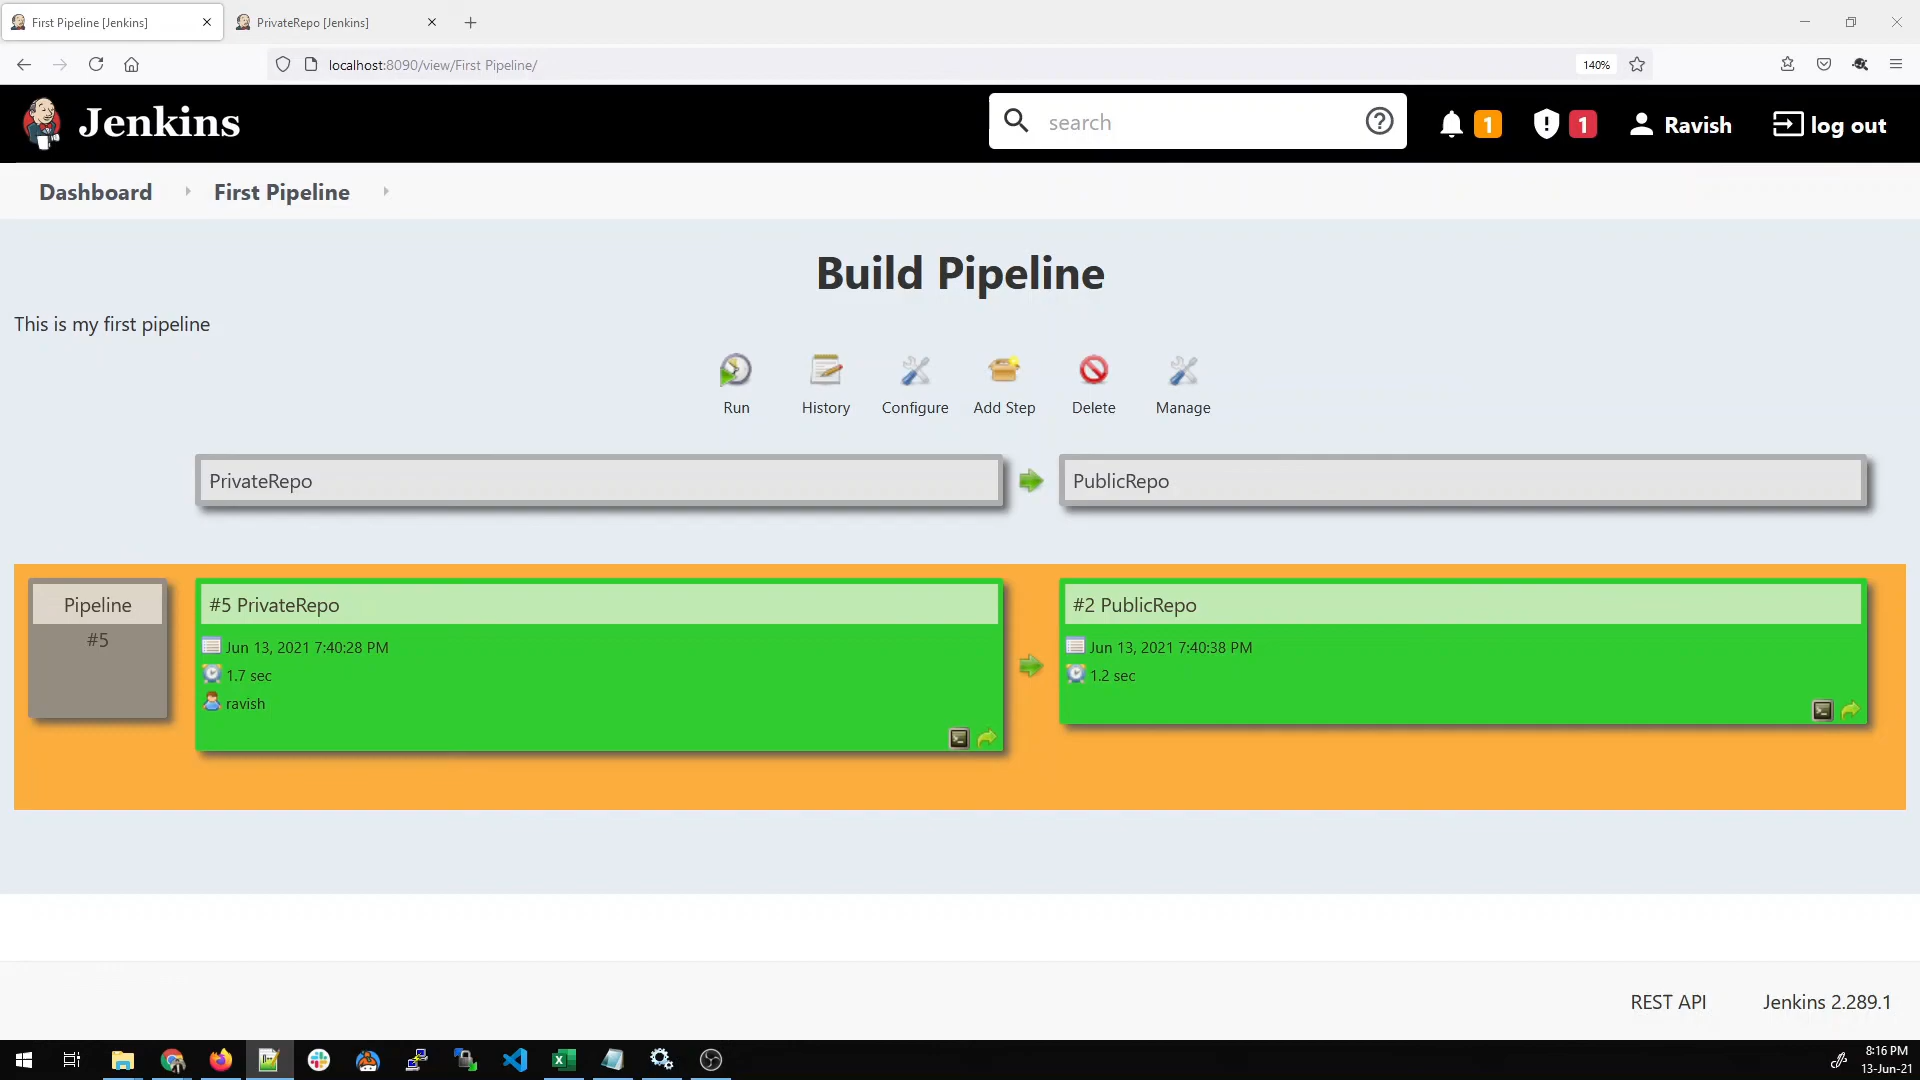 First Pipeline [Jenkins]
PrivateRepo [Jenkins]
localhost:8090/view/First Pipeline/
140%
Jenkins
search
1
1
Ravish
log out
Dashboard
First Pipeline
Build Pipeline
This is my first pipeline
Run
History
Configure
Add Step
Delete
Manage
PrivateRepo
PublicRepo
Pipeline
#5
#5 PrivateRepo
Jun 13, 2021 7:40:28 PM
1.7 sec
ravish
#2 PublicRepo
Jun 13, 2021 7:40:38 PM
1.2 sec
REST API
Jenkins 2.289.1
8:16 PM
13-Jun-21